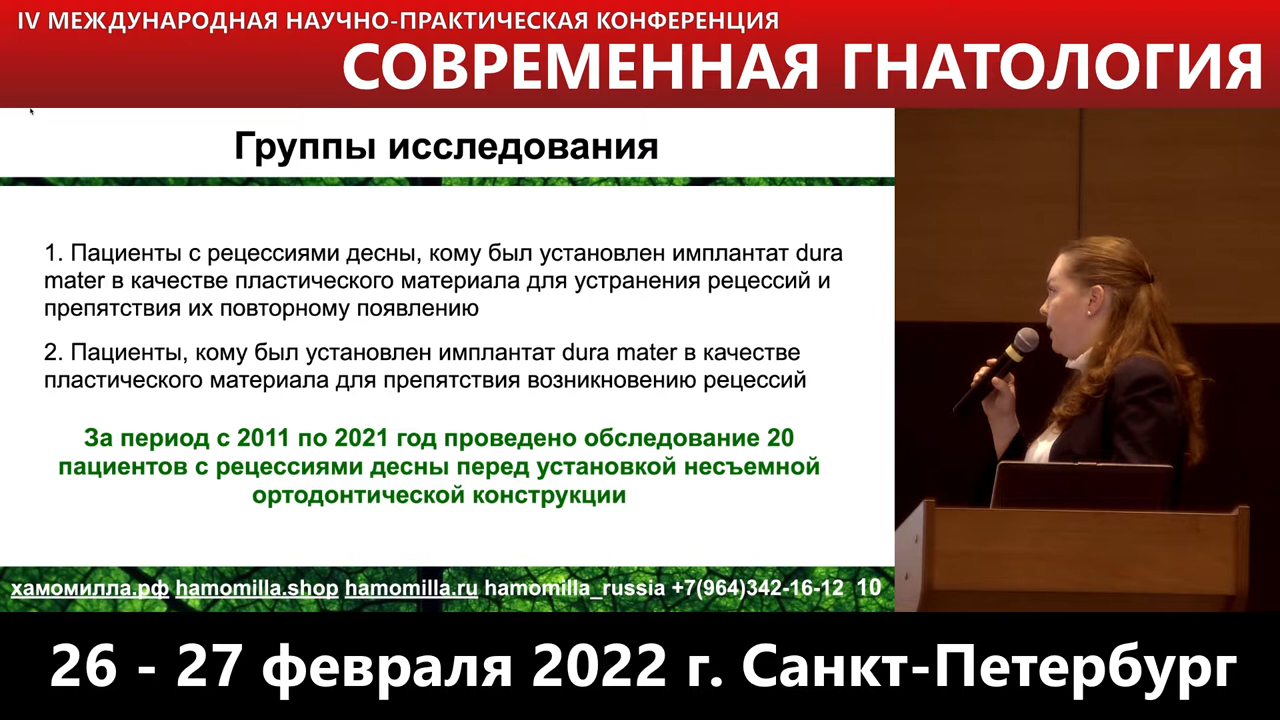 IV МЕЖДУНАРОДНАЯ НАУЧНО-ПРАКТИЧЕСКАЯ КОНФЕРЕНЦИЯ
СОВРЕМЕННАЯ ГНАТОЛОГИЯ
Группы исследования
1. Пациенты с рецессиями десны, кому был установлен имплантат dura
mater в качестве пластического материала для устранения рецессий и
препятствия их повторному появлению
2. Пациенты, кому был установлен имплантат dura mater в качестве
пластического материала для препятствия возникновению рецессий
За период с 2011 по 2021 год проведено обследование 20
пациентов с рецессиями десны перед установкой несъемной
ортодонтической конструкции
хамомилла.рф hamomilla.shop hamomilla.ru hamomilla_russia +7(964)342-16-12 10
26 - 27 февраля 2022 г. Санкт-Петербург